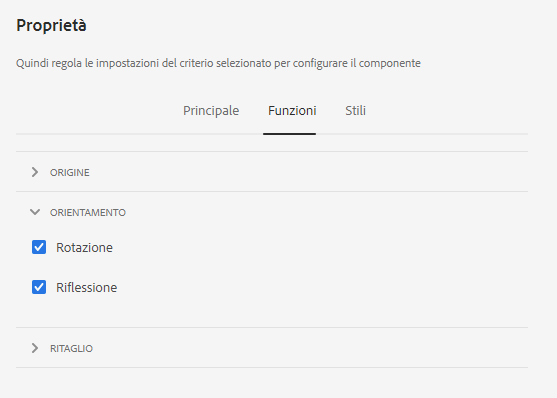 Proprietà
Quindi regola le impostazioni del criterio selezionato per configurare il componente
Principale Funzioni Stili
ORIGINE
ORIENTAMENTO
Rotazione
Riflessione
RITAGLIO